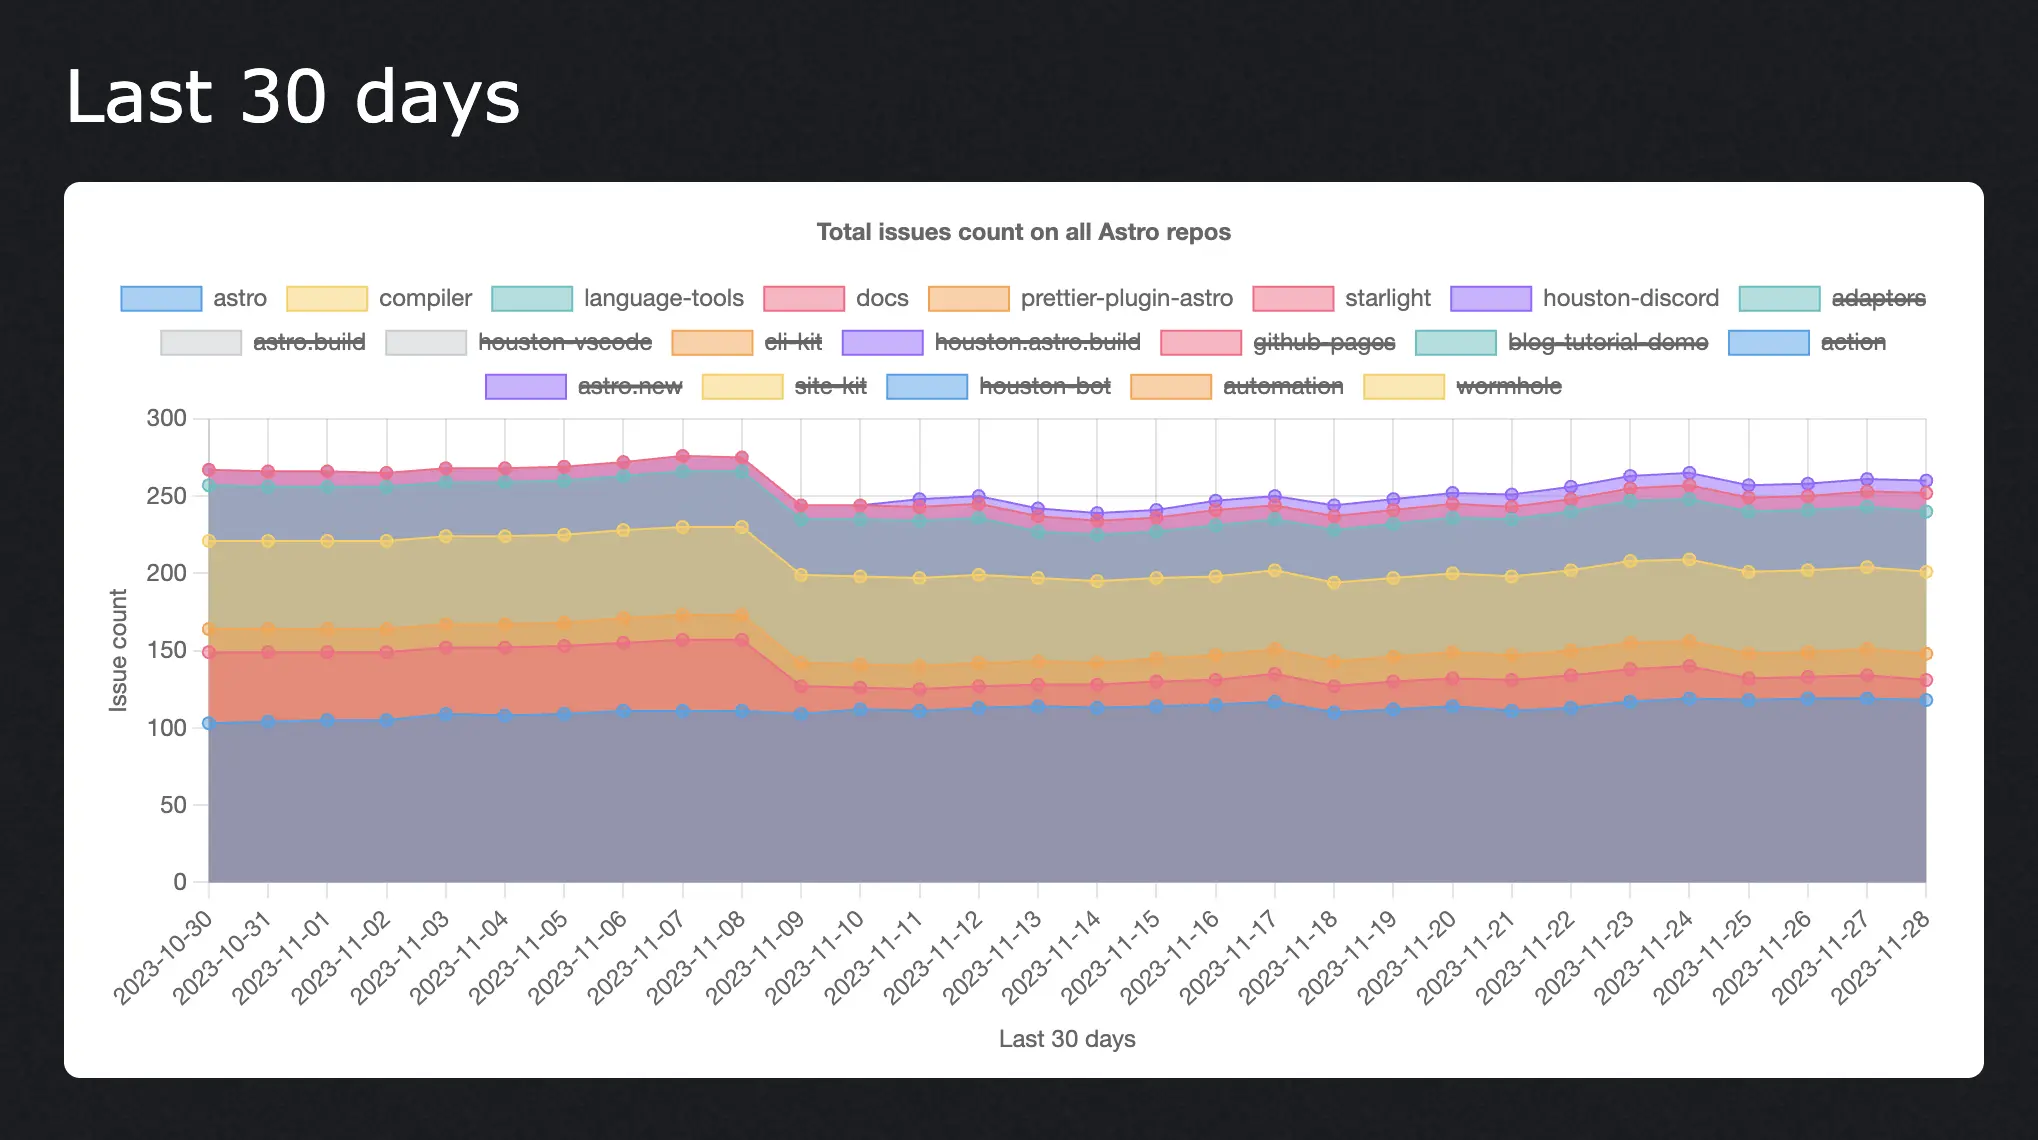 Last 30 days
Total issues count on all Astro repos
astro compiler language-tools docs prettier-plugin-astro starlight houston-discord adapters
astro.build houston-vscode cli-kit houston.astro.build github-pages blog-tutorial-demo action
astro.new site-kit houston-bot automation wormhole
300
250
200
150
100
50
0
Issue count
2023-10-30 2023-10-31 2023-11-01 2023-11-02 2023-11-03 2023-11-04 2023-11-05 2023-11-06 2023-11-07 2023-11-08 2023-11-09 2023-11-10 2023-11-11 2023-11-12 2023-11-13 2023-11-14 2023-11-15 2023-11-16 2023-11-17 2023-11-18 2023-11-19 2023-11-20 2023-11-21 2023-11-22 2023-11-23 2023-11-24 2023-11-25 2023-11-26 2023-11-27 2023-11-28
Last 30 days